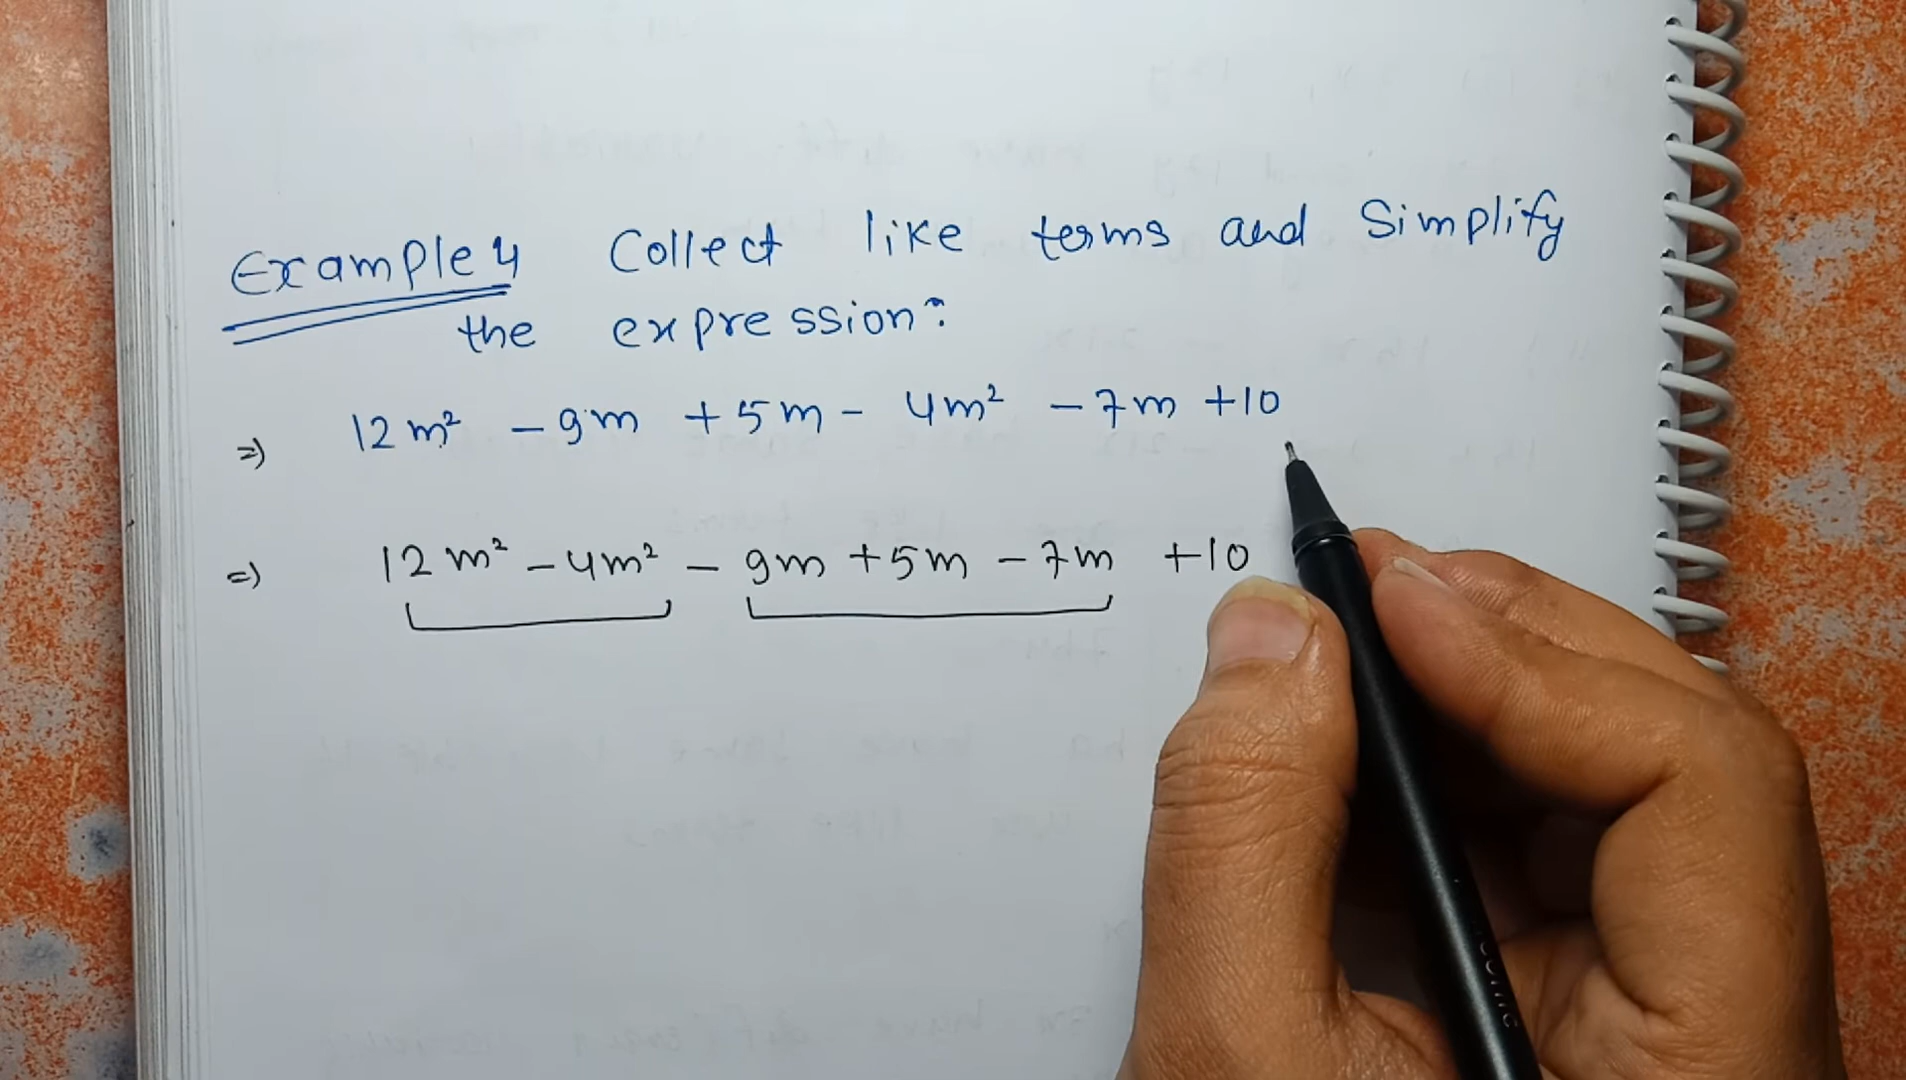 Example 4 Collect like terms and Simplify
the expression?
=) 12m² - 9m + 5m - 4m² - 7m + 10
=) 12m² - 4m² - 9m + 5m - 7m + 10